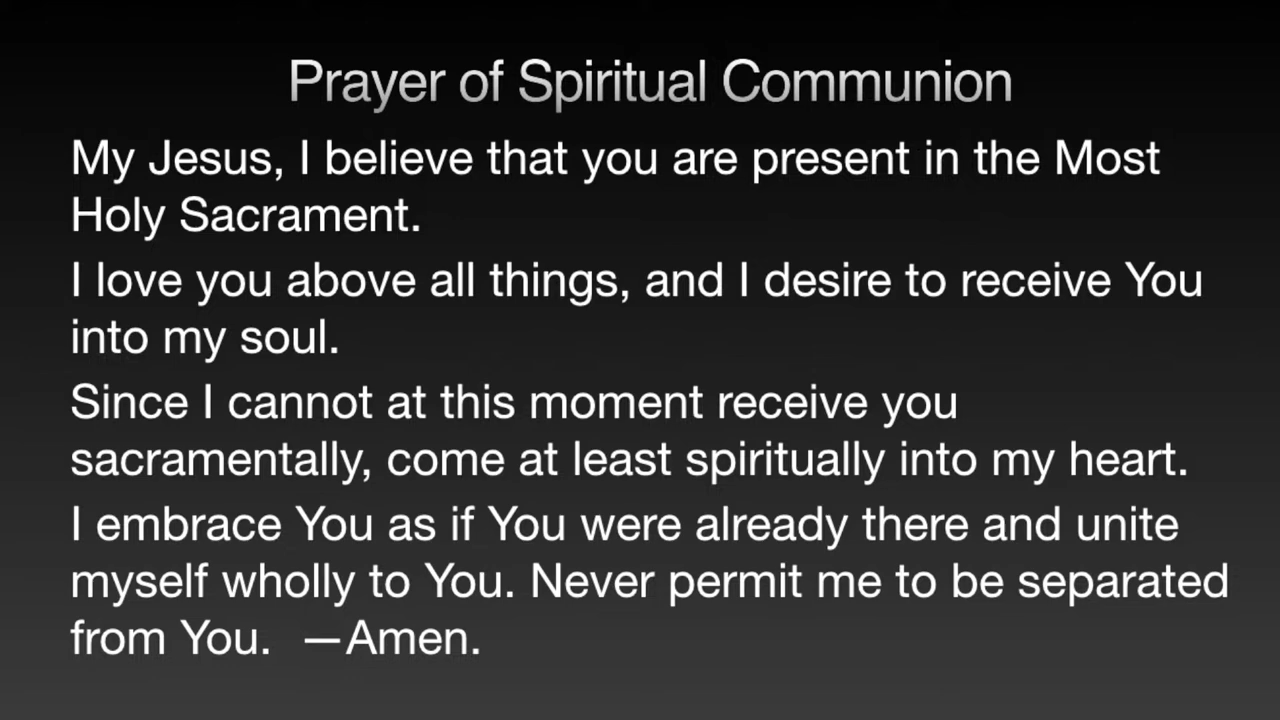 Prayer of Spiritual Communion
My Jesus, I believe that you are present in the Most
Holy Sacrament.
I love you above all things, and I desire to receive You
into my soul.
Since I cannot at this moment receive you
sacramentally, come at least spiritually into my heart.
I embrace You as if You were already there and unite
myself wholly to You. Never permit me to be separated
from You. —Amen.